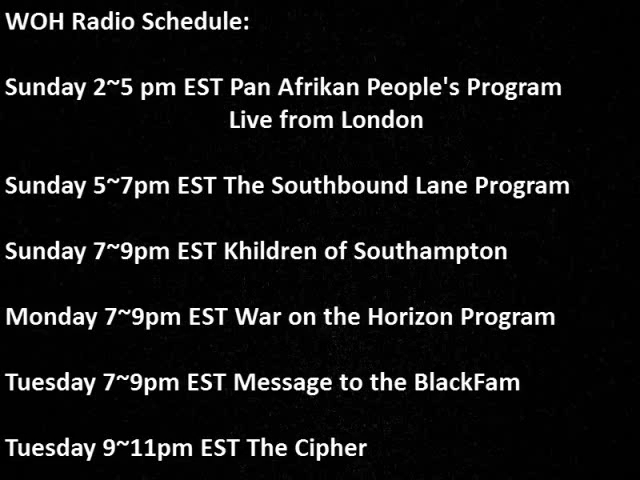 WOH Radio Schedule:
Sunday 2~5 pm EST Pan Afrikan People's Program
Live from London
Sunday 5~7pm EST The Southbound Lane Program
Sunday 7~9pm EST Khildren of Southampton
Monday 7~9pm EST War on the Horizon Program
Tuesday 7~9pm EST Message to the BlackFam
Tuesday 9~11pm EST The Cipher